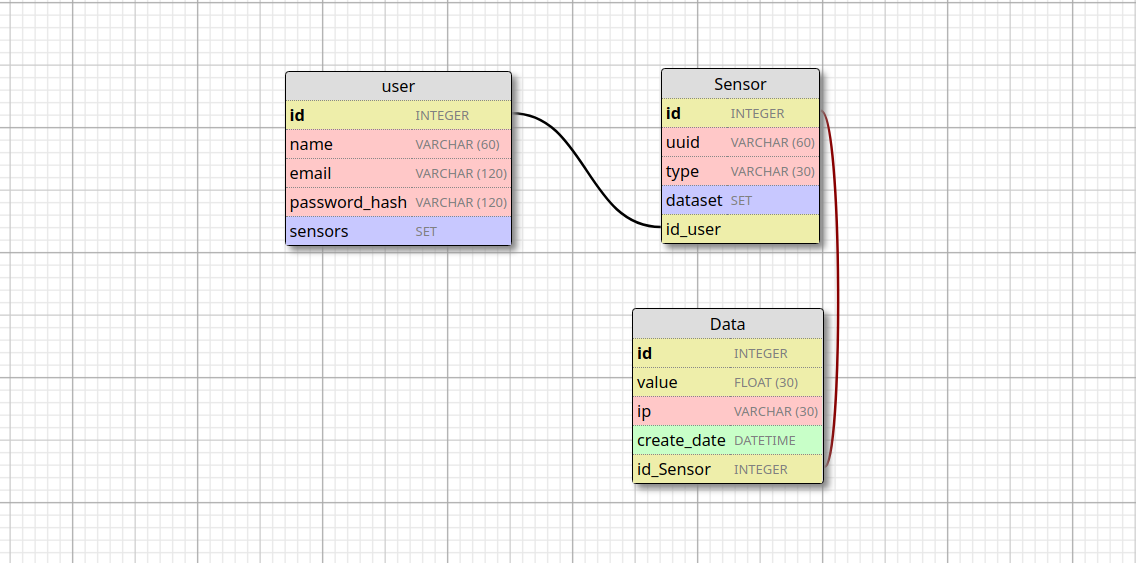 user
id INTEGER
name VARCHAR (60)
email VARCHAR (120)
password_hash VARCHAR (120)
sensors SET
Sensor
id INTEGER
uuid VARCHAR (60)
type VARCHAR (30)
dataset SET
id_user
Data
id INTEGER
value FLOAT (30)
ip VARCHAR (30)
create_date DATETIME
id_Sensor INTEGER